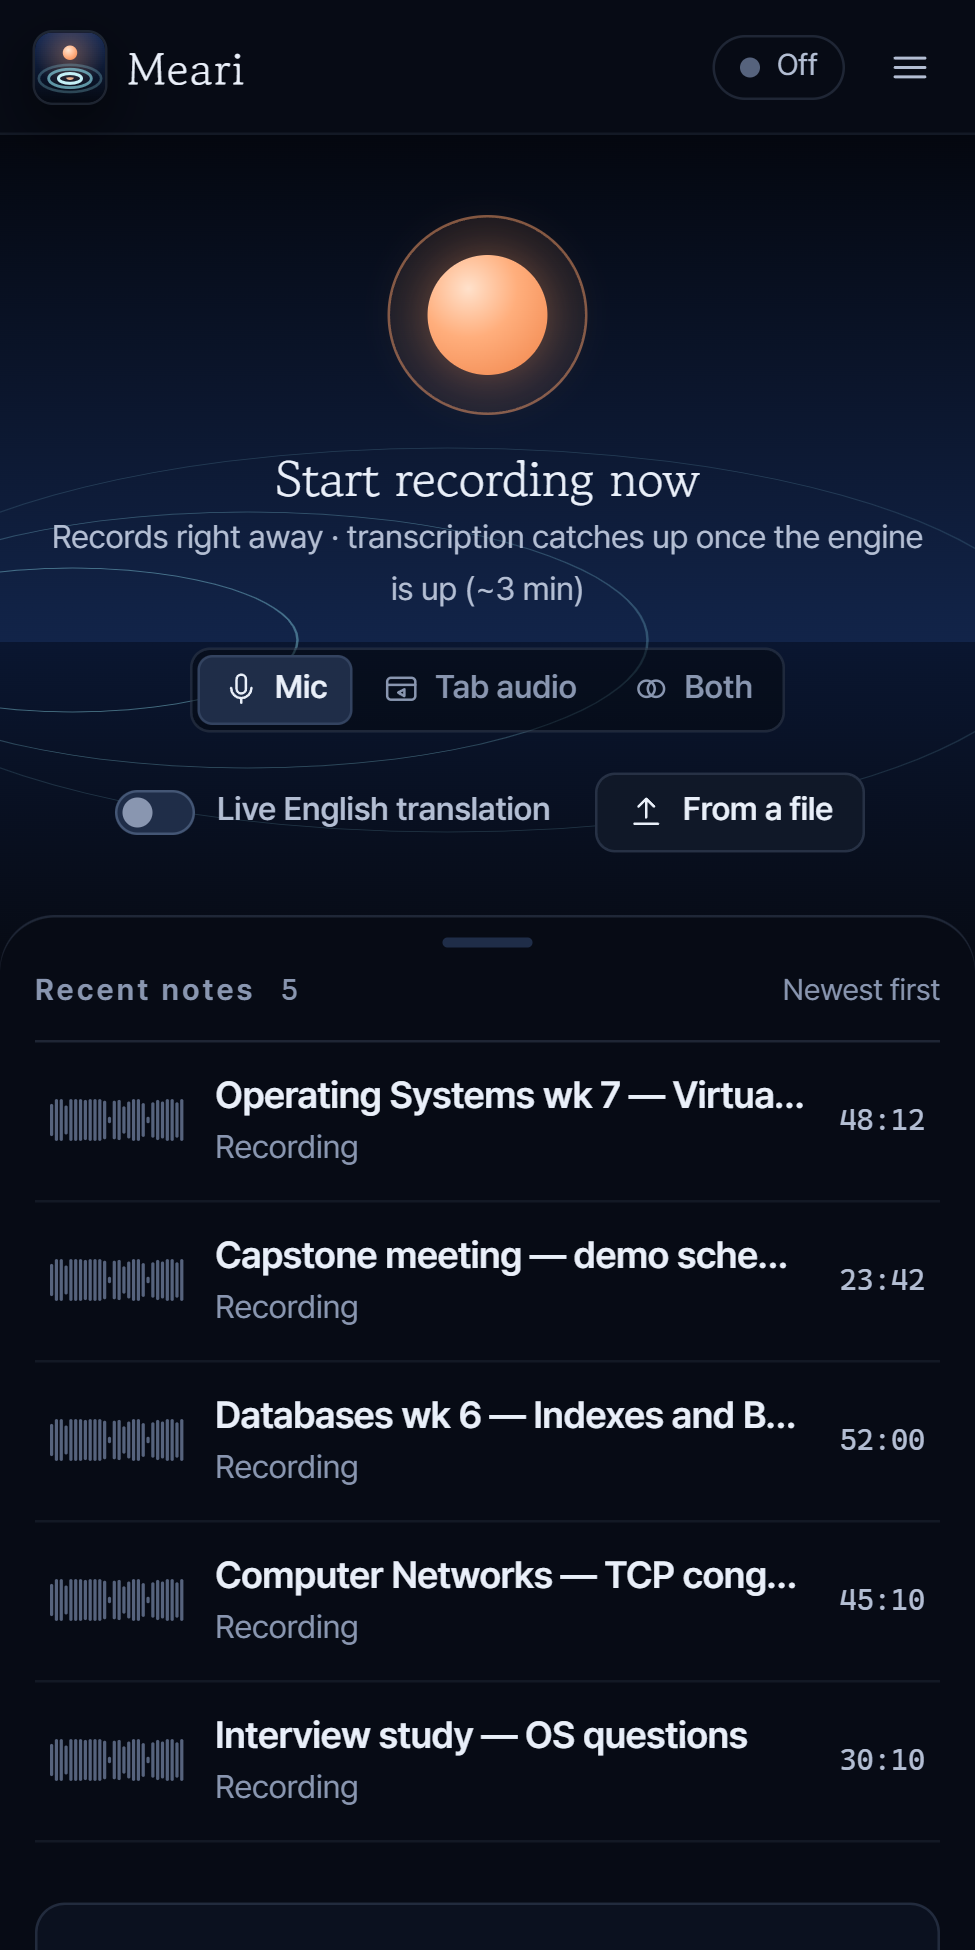 Meari
Off
Start recording now
Records right away · transcription catches up once the engine
is up (~3 min)
Mic
Tab audio
Both
Live English translation
From a file
Recent notes 5
Newest first
Operating Systems wk 7 — Virtua...
48:12
Recording
Capstone meeting — demo sche...
23:42
Recording
Databases wk 6 — Indexes and B...
52:00
Recording
Computer Networks — TCP cong...
45:10
Recording
Interview study — OS questions
30:10
Recording